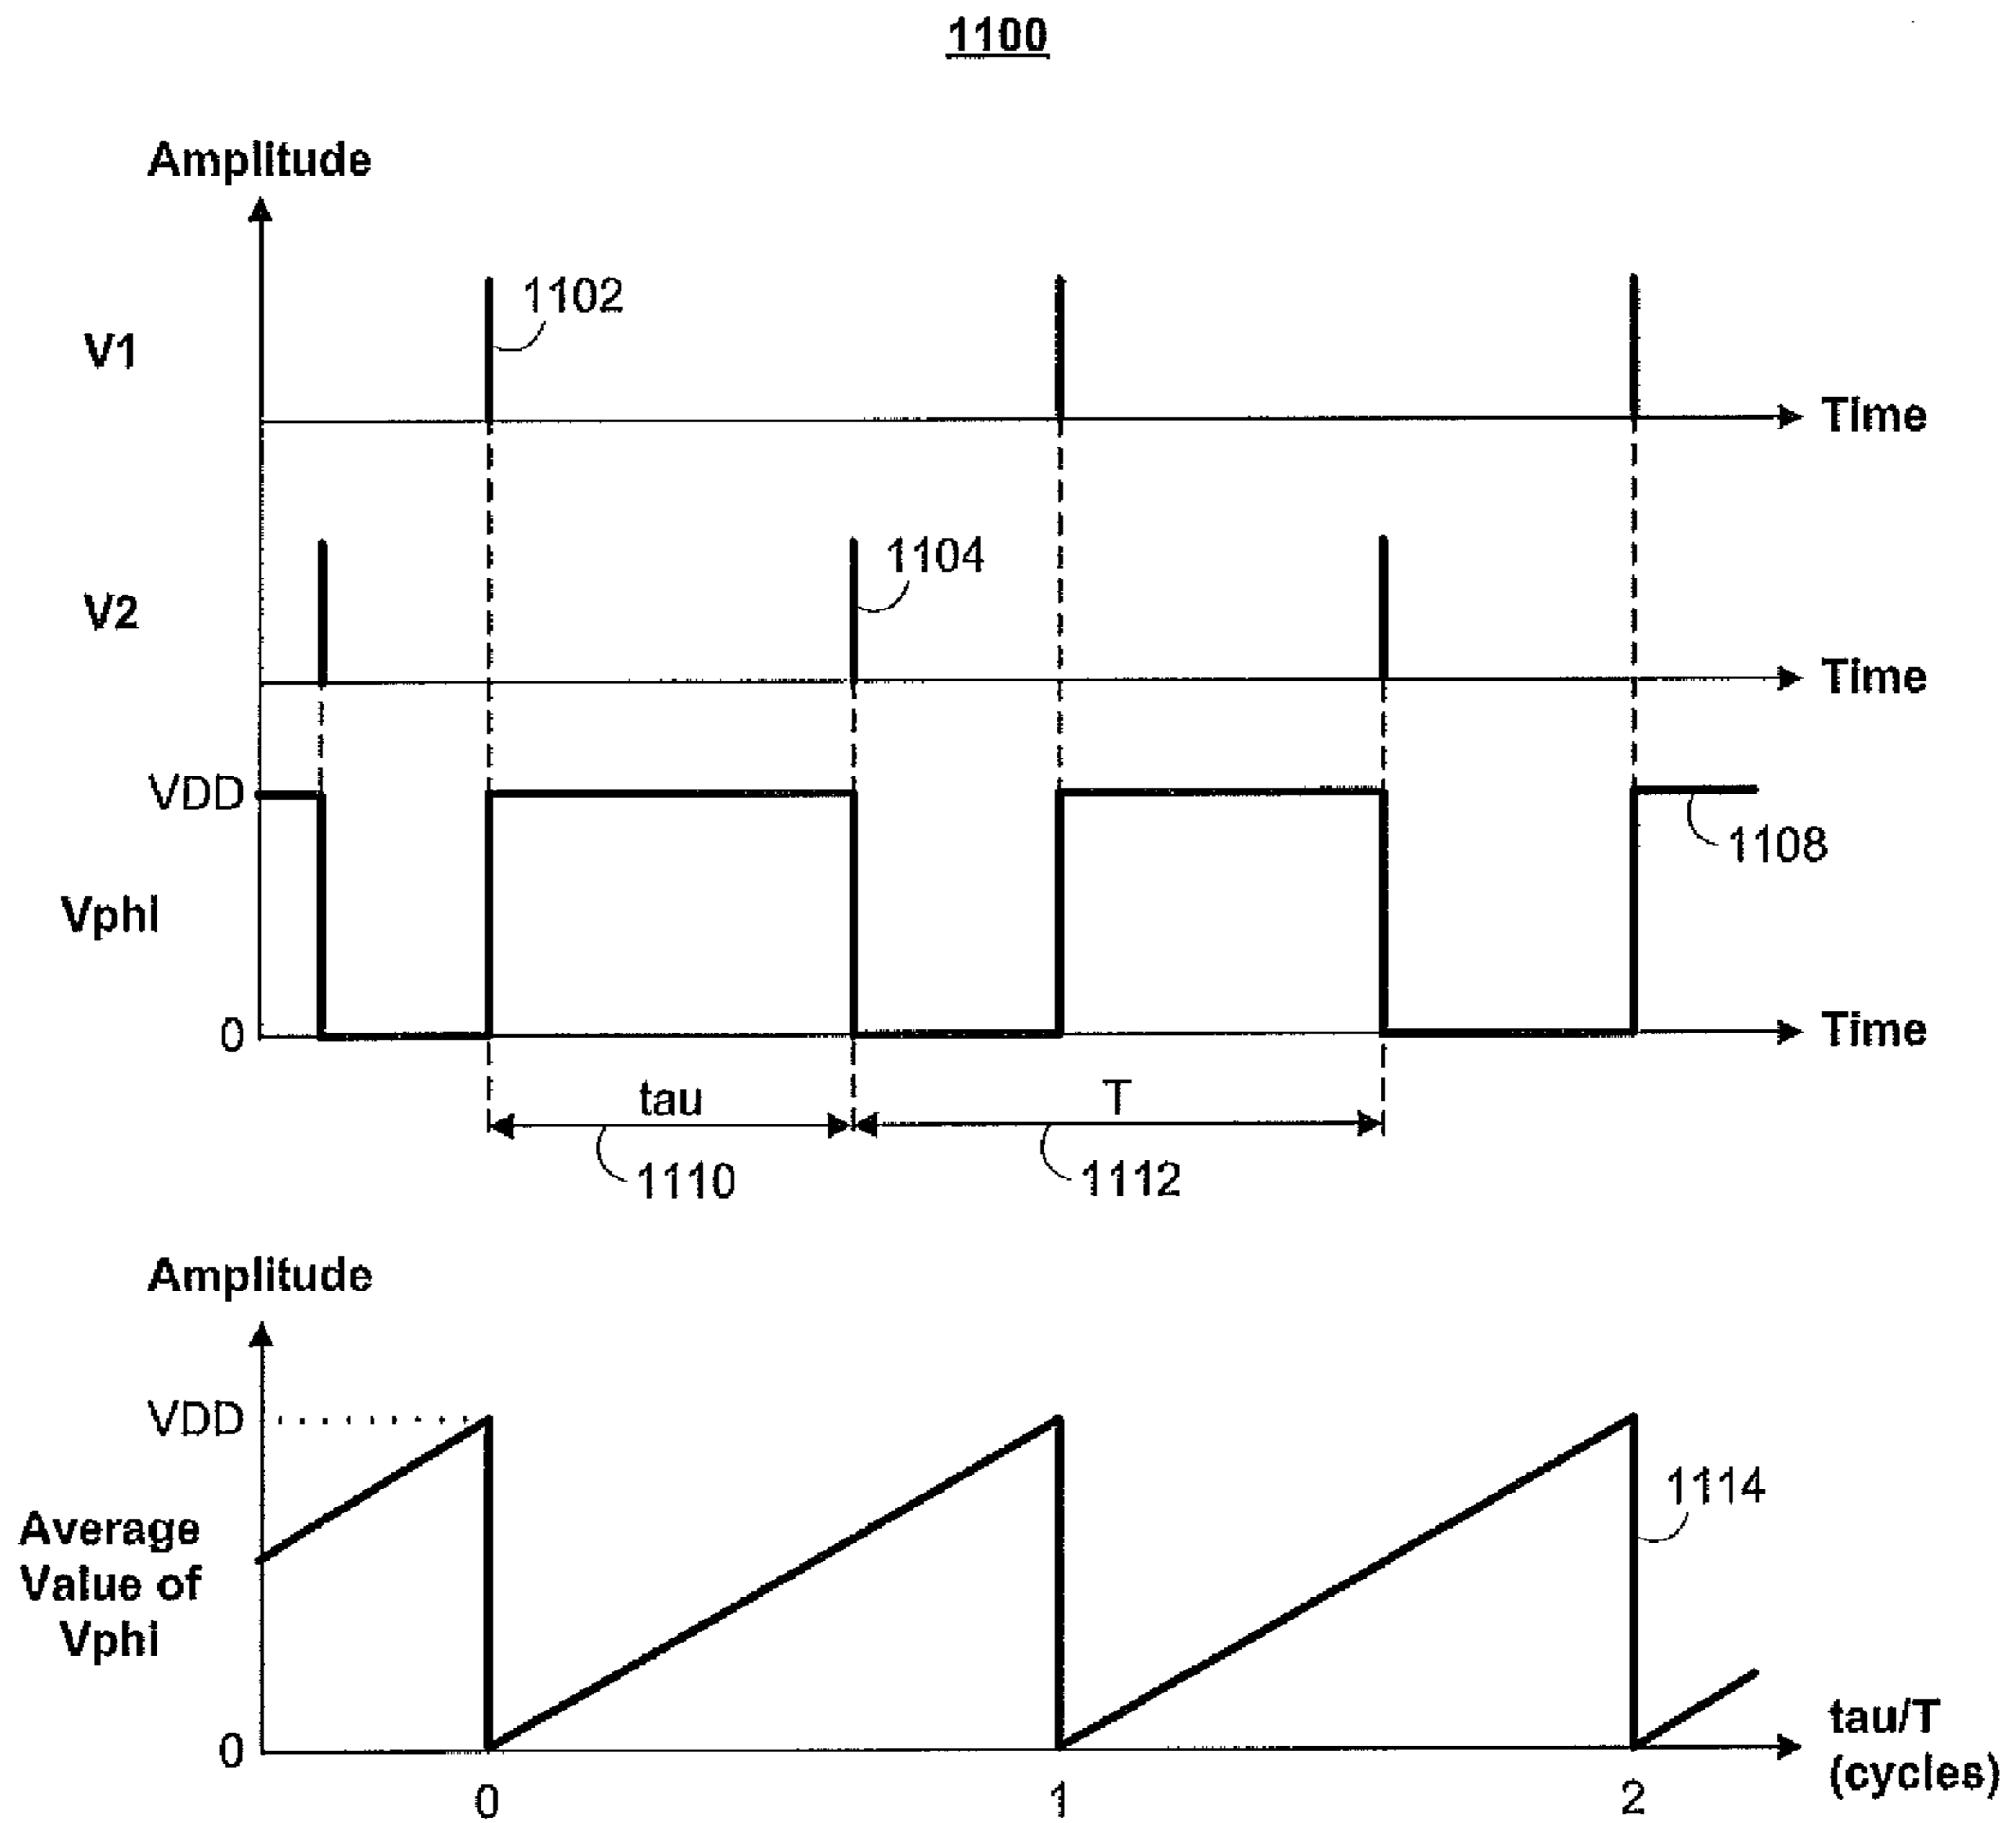 1100
Amplitude
1102
V1
Time
1104
V2
Time
VDD
1108
Vphi
0
Time
tau
T
1110
1112
Amplitude
VDD
1114
Average
Value of
Vphi
0
tau/T
(cycles)
0
1
2